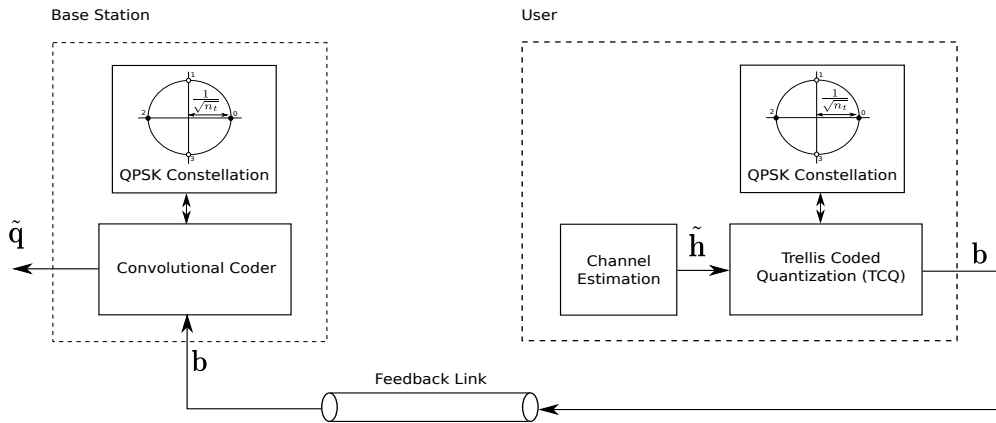 Base Station
User
1
2
0
3
1/√n_t
QPSK Constellation
1
2
0
3
1/√n_t
QPSK Constellation
q̃
Convolutional Coder
Channel
Estimation
h̃
Trellis Coded
Quantization (TCQ)
b
b
Feedback Link